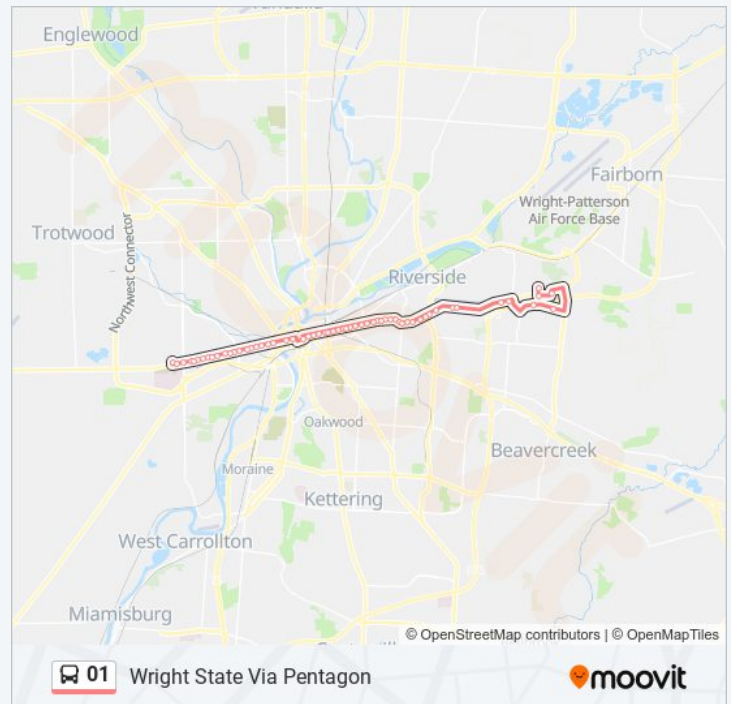 Englewood
Fairborn
Wright-Patterson
Air Force Base
Trotwood
Northwest Connector
Riverside
Oakwood
Beavercreek
Moraine
Kettering
West Carrollton
Miamisburg
© OpenStreetMap contributors | © OpenMapTiles
01 Wright State Via Pentagon
moovit